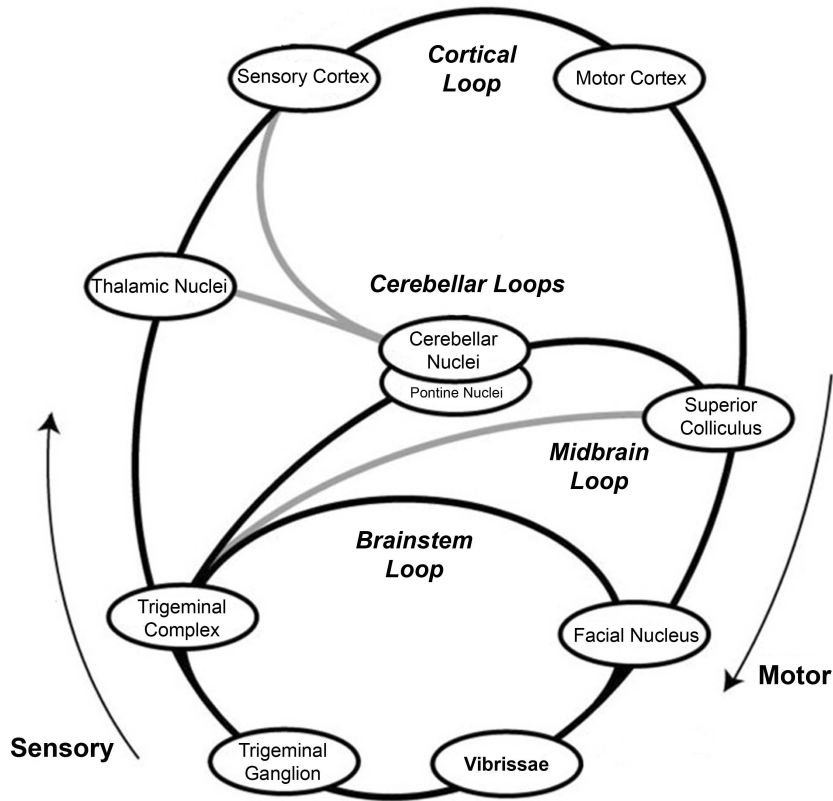 Cortical
Loop
Sensory Cortex
Motor Cortex
Thalamic Nuclei
Cerebellar Loops
Cerebellar
Nuclei
Pontine Nuclei
Superior
Colliculus
Midbrain
Loop
Brainstem
Loop
Trigeminal
Complex
Facial Nucleus
Motor
Sensory
Trigeminal
Ganglion
Vibrissae